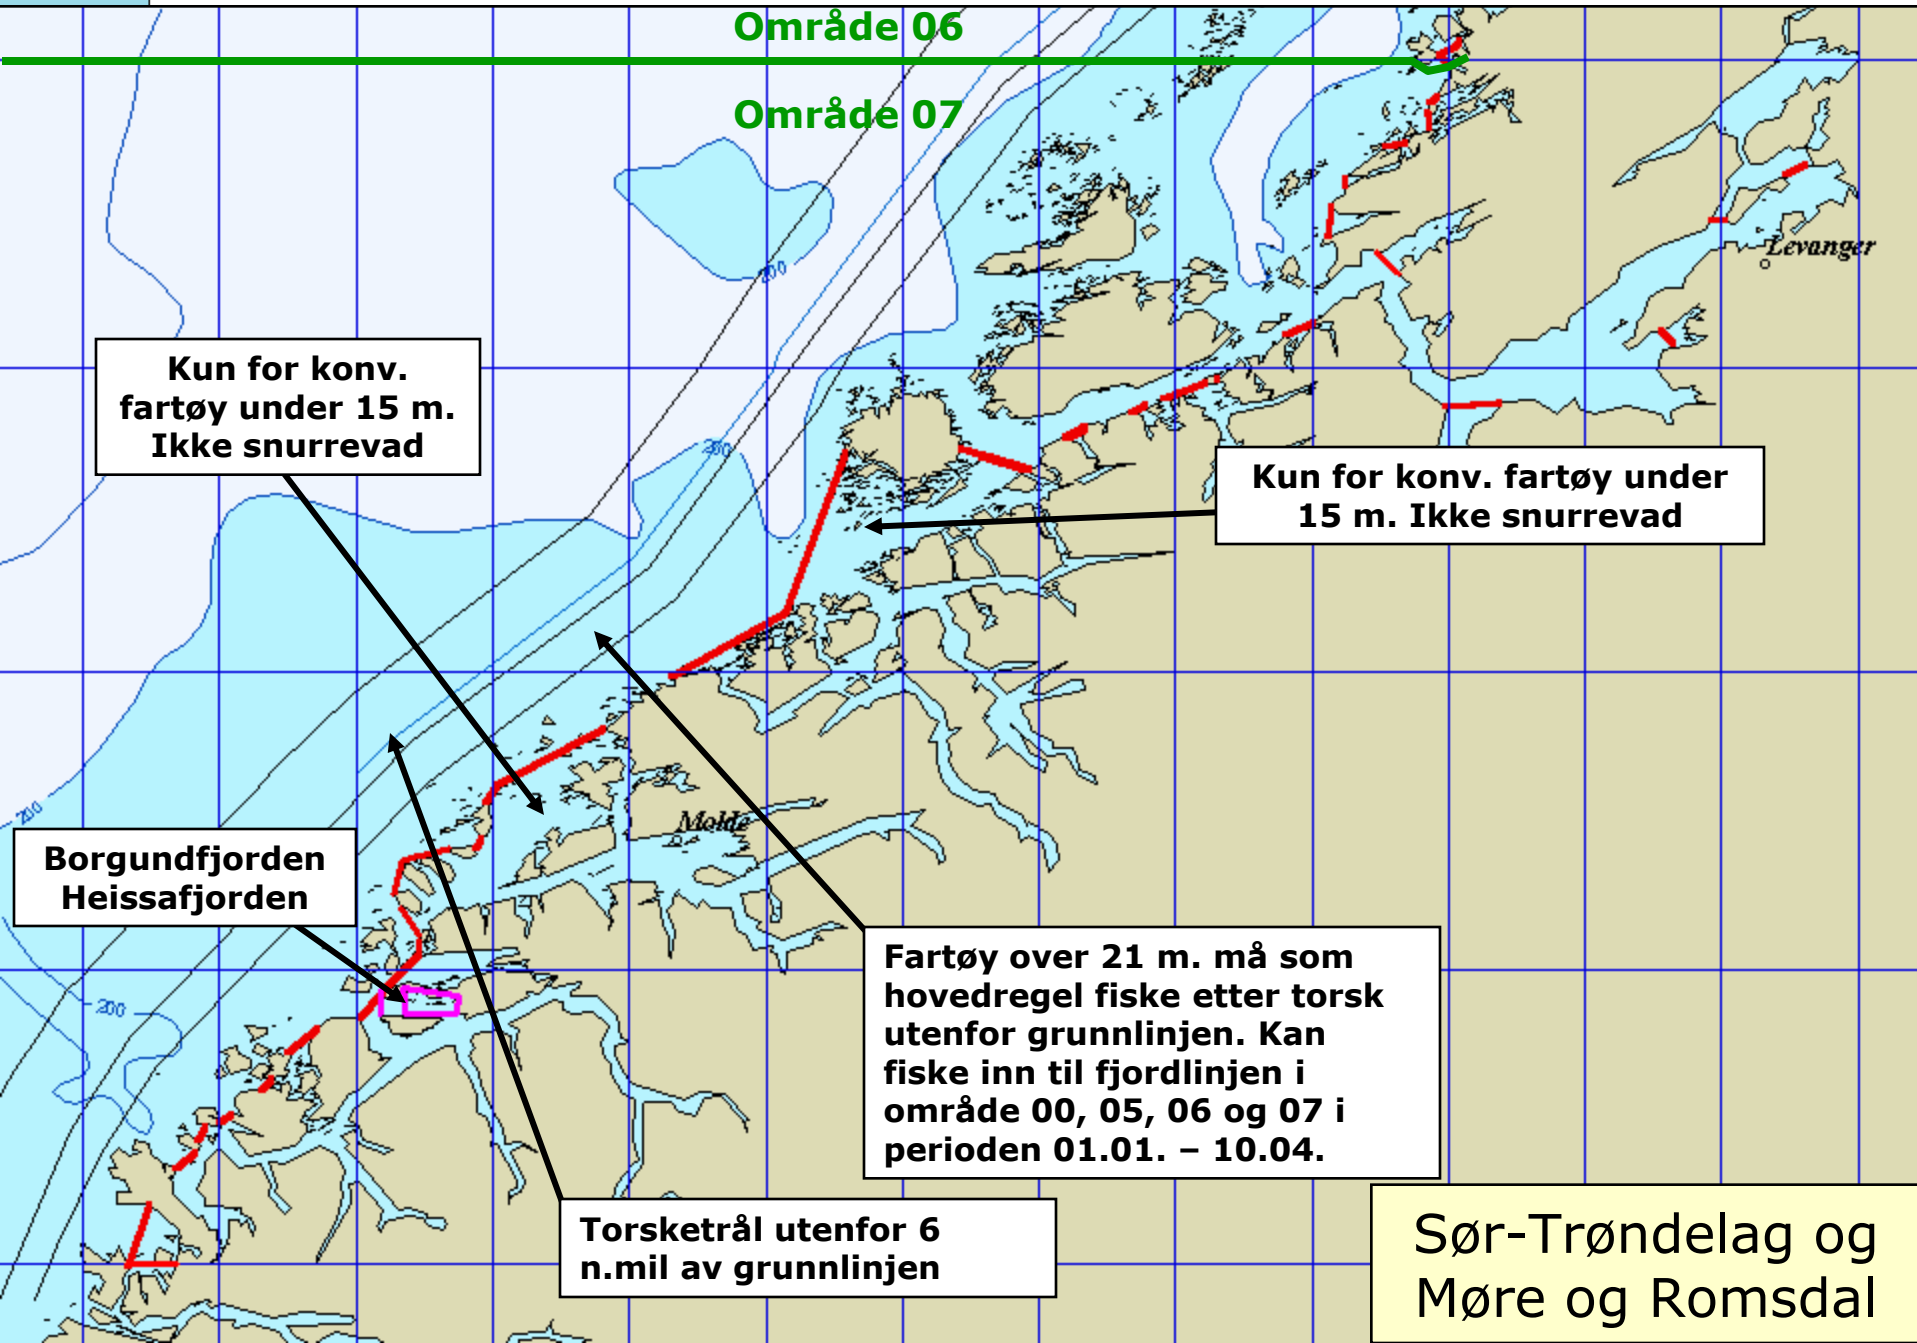 Område 06
Område 07
Levanger
Kun for konv.
fartøy under 15 m.
Ikke snurrevad
200
200
Kun for konv. fartøy under
15 m. Ikke snurrevad
200
Molde
Borgundfjorden
Heissafjorden
200
Fartøy over 21 m. må som
hovedregel fiske etter torsk
utenfor grunnlinjen. Kan
fiske inn til fjordlinjen i
område 00, 05, 06 og 07 i
perioden 01.01. – 10.04.
Torsketrål utenfor 6
n.mil av grunnlinjen
Sør-Trøndelag og
Møre og Romsdal